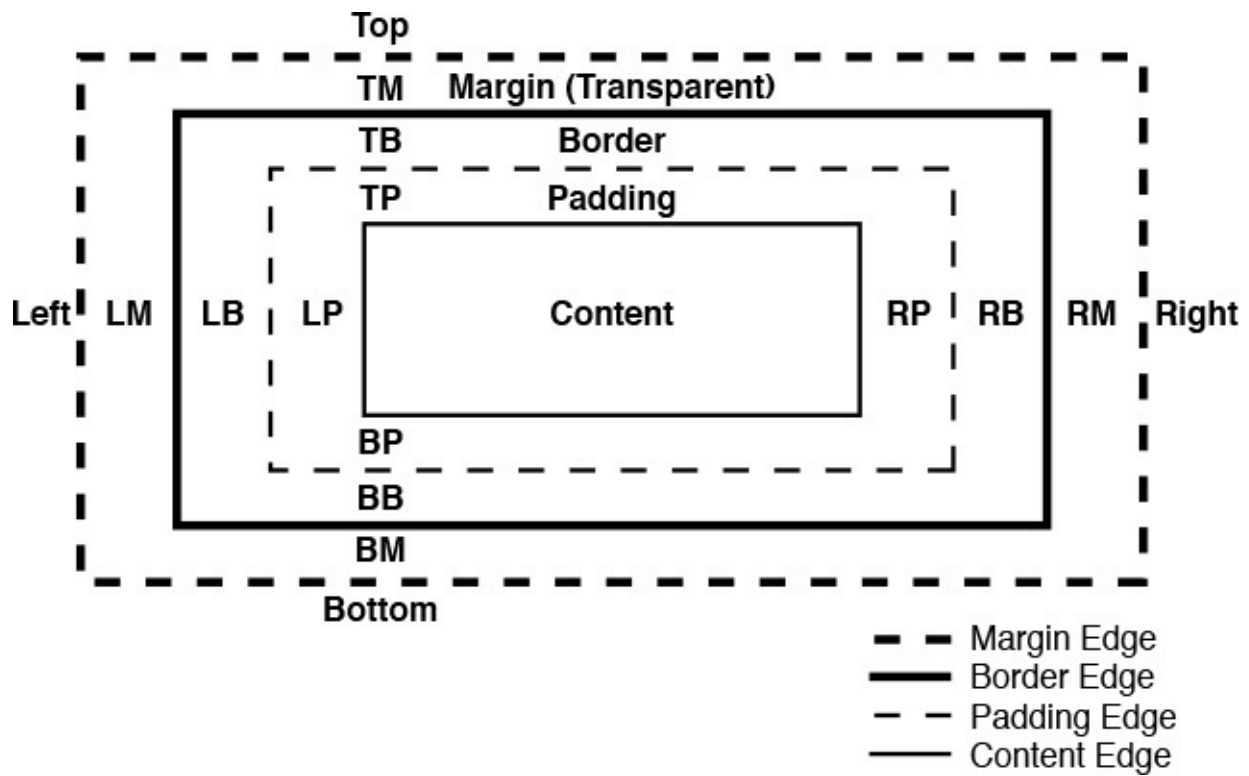 Top
TM Margin (Transparent)
TB Border
TP Padding
Left LM LB LP Content RP RB RM Right
BP
BB
BM
Bottom
Margin Edge
Border Edge
Padding Edge
Content Edge